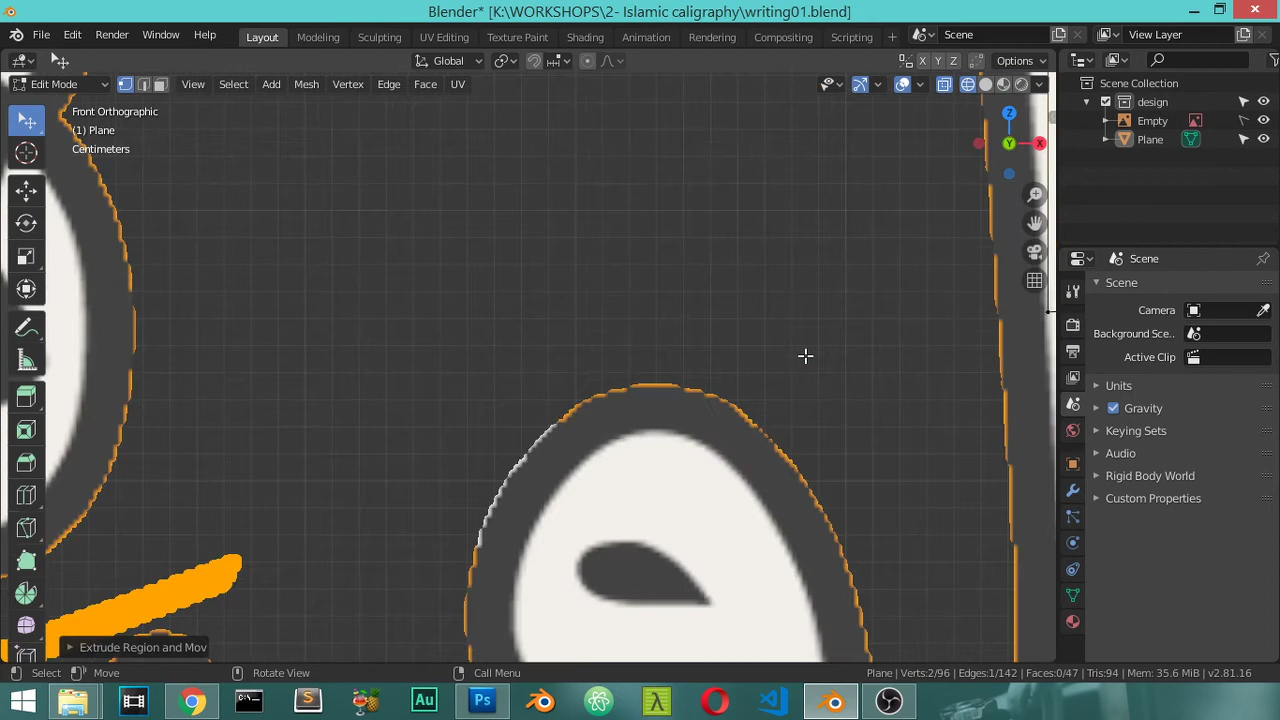 Blender* [K:\WORKSHOPS\2- Islamic caligraphy\writing01.blend]
File Edit Render Window Help Layout Modeling Sculpting UV Editing Texture Paint Shading Animation Rendering Compositing Scripting + Scene View Layer
Global X Y Z Options
Edit Mode View Select Add Mesh Vertex Edge Face UV
Scene Collection
design
Empty
Plane
Front Orthographic
(1) Plane
Centimeters
Z
Y
X
Scene
Scene
Camera
Background Sce..
Active Clip
Units
Gravity
Keying Sets
Audio
Rigid Body World
Custom Properties
Extrude Region and Mov
Select Move Rotate View Call Menu Plane | Verts:2/96 | Edges:1/142 | Faces:0/47 | Tris:94 | Mem: 35.6 MiB | v2.81.16
Au Ps